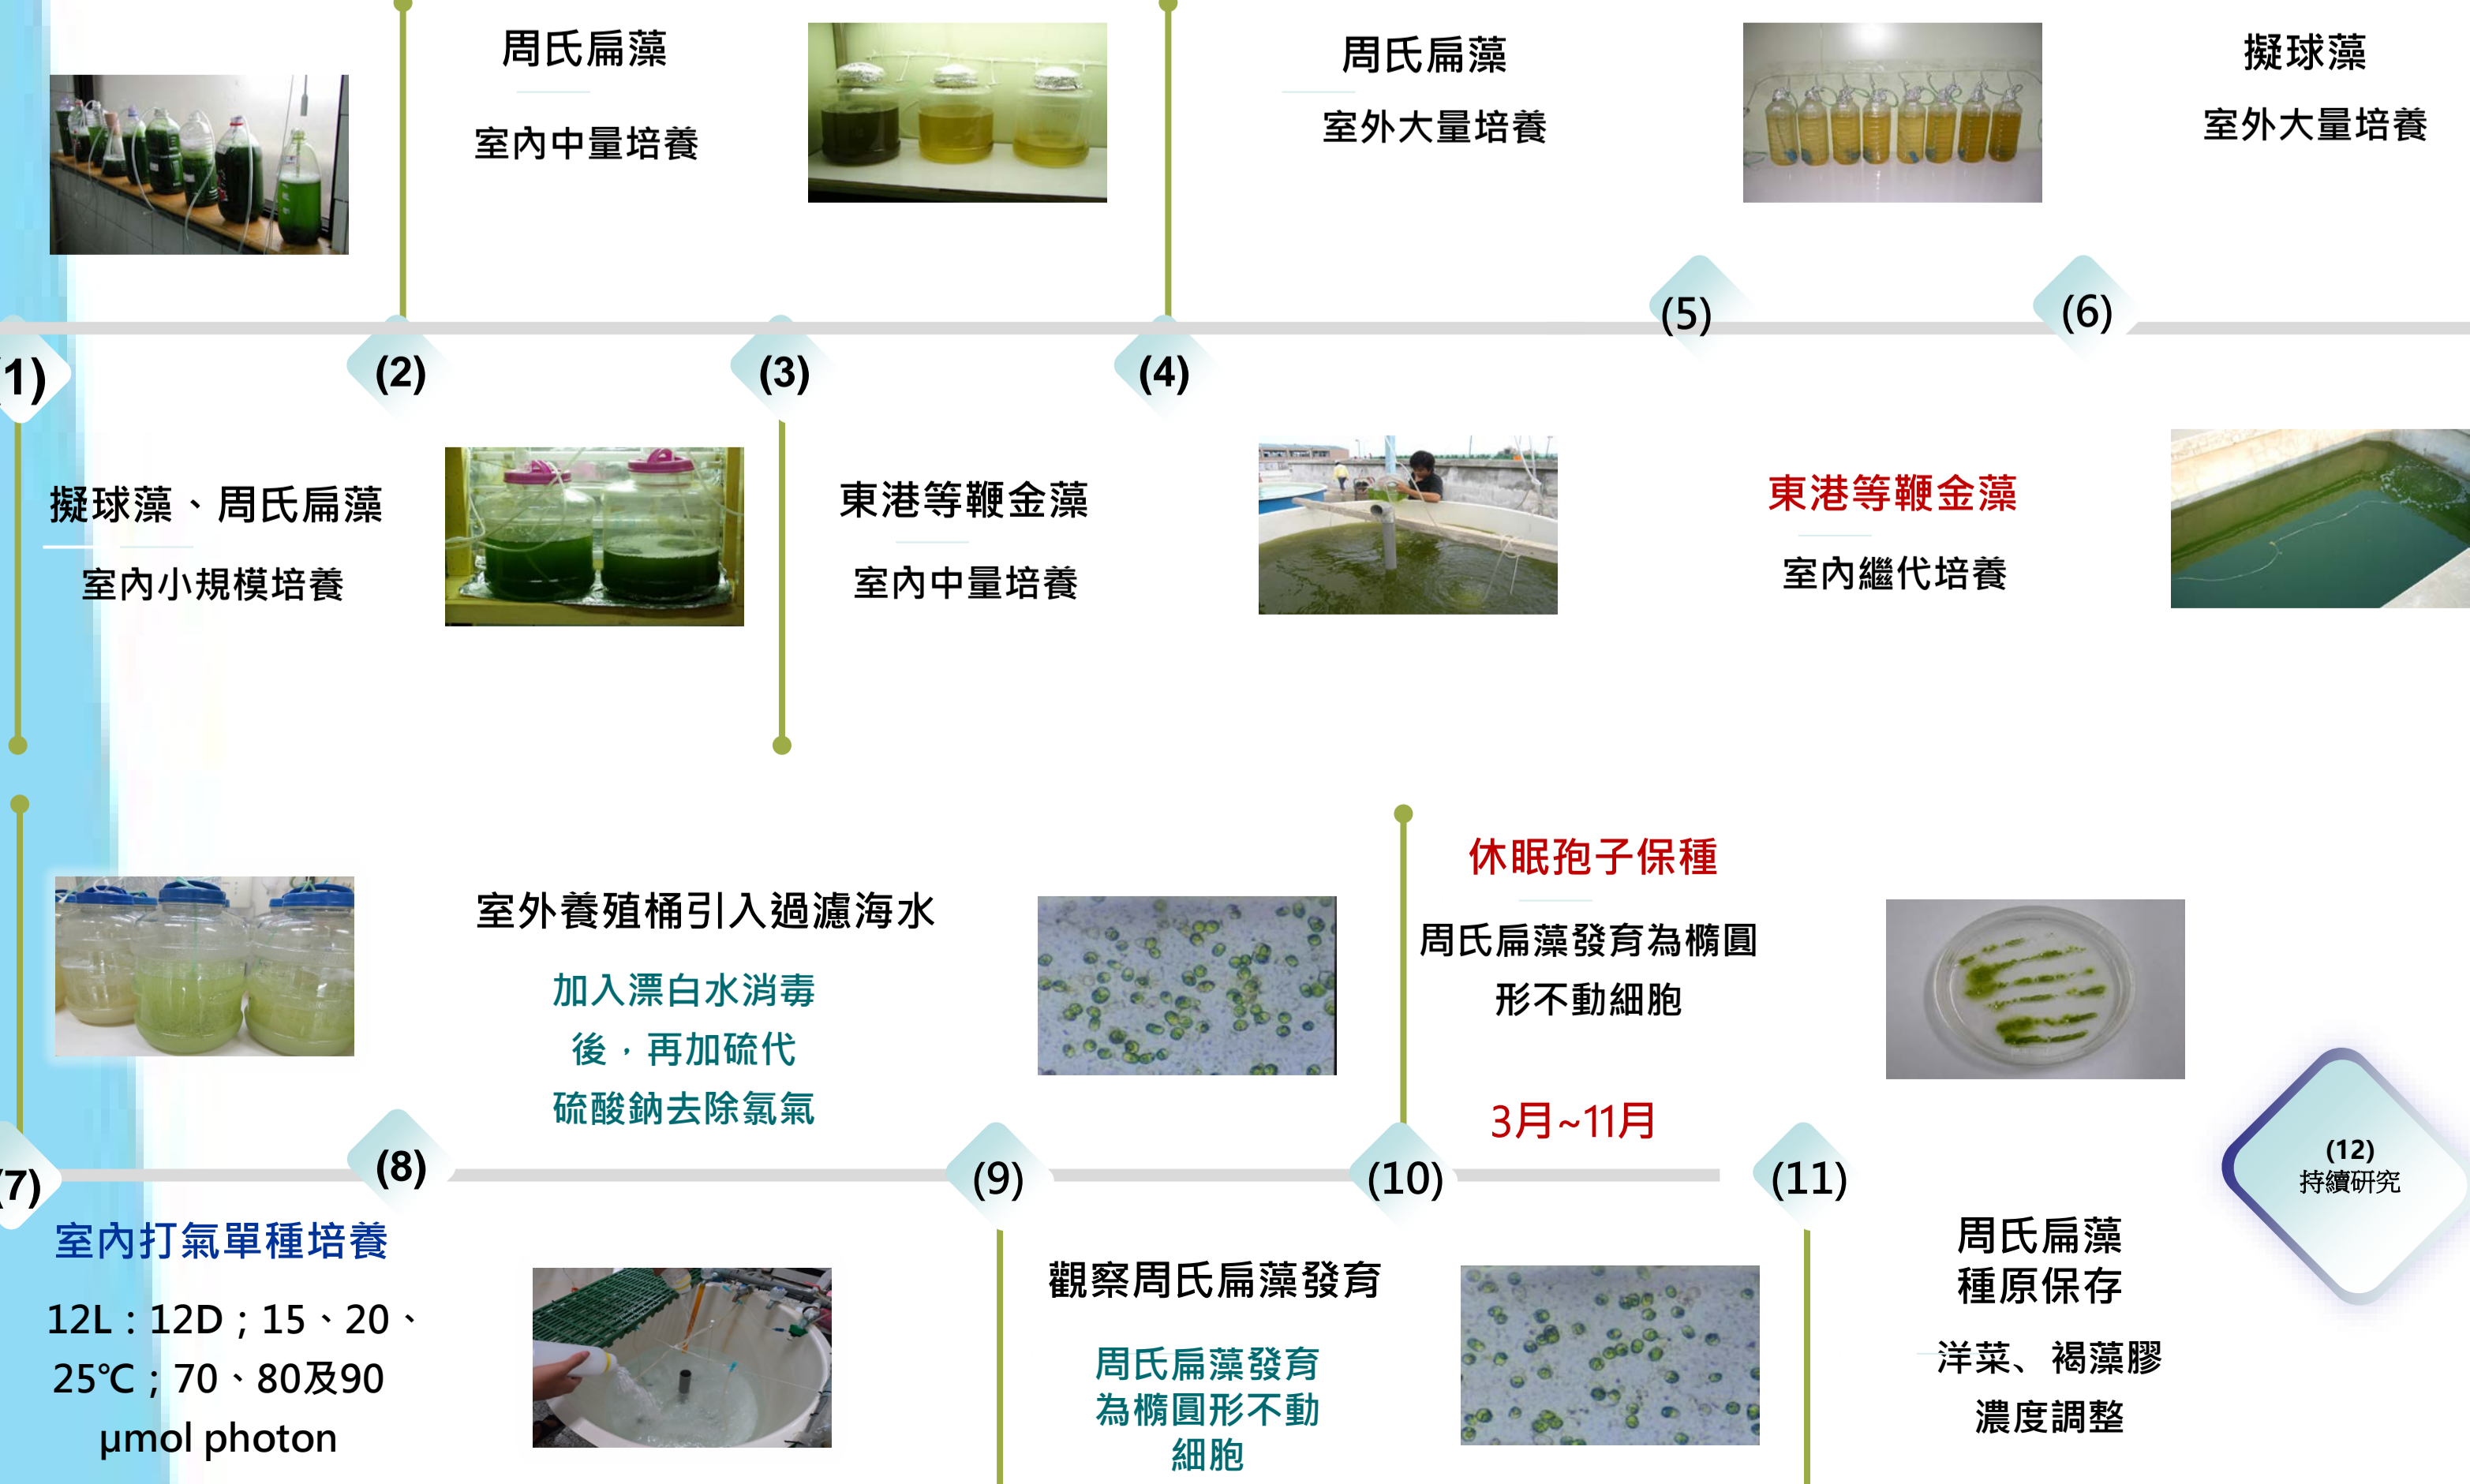 周氏扁藻
室內中量培養
周氏扁藻
室外大量培養
擬球藻
室外大量培養
(1)
(2)
(3)
(4)
(5)
(6)
擬球藻、周氏扁藻
室內小規模培養
東港等鞭金藻
室內中量培養
東港等鞭金藻
室內繼代培養
室外養殖桶引入過濾海水
加入漂白水消毒
後，再加硫代
硫酸鈉去除氯氣
休眠孢子保種
周氏扁藻發育為橢圓
形不動細胞
3月~11月
(7)
(8)
(9)
(10)
(11)
(12)
持續研究
室內打氣單種培養
12L：12D；15、20、
25℃；70、80及90
μmol photon
觀察周氏扁藻發育
周氏扁藻發育
為橢圓形不動
細胞
周氏扁藻
種原保存
洋菜、褐藻膠
濃度調整